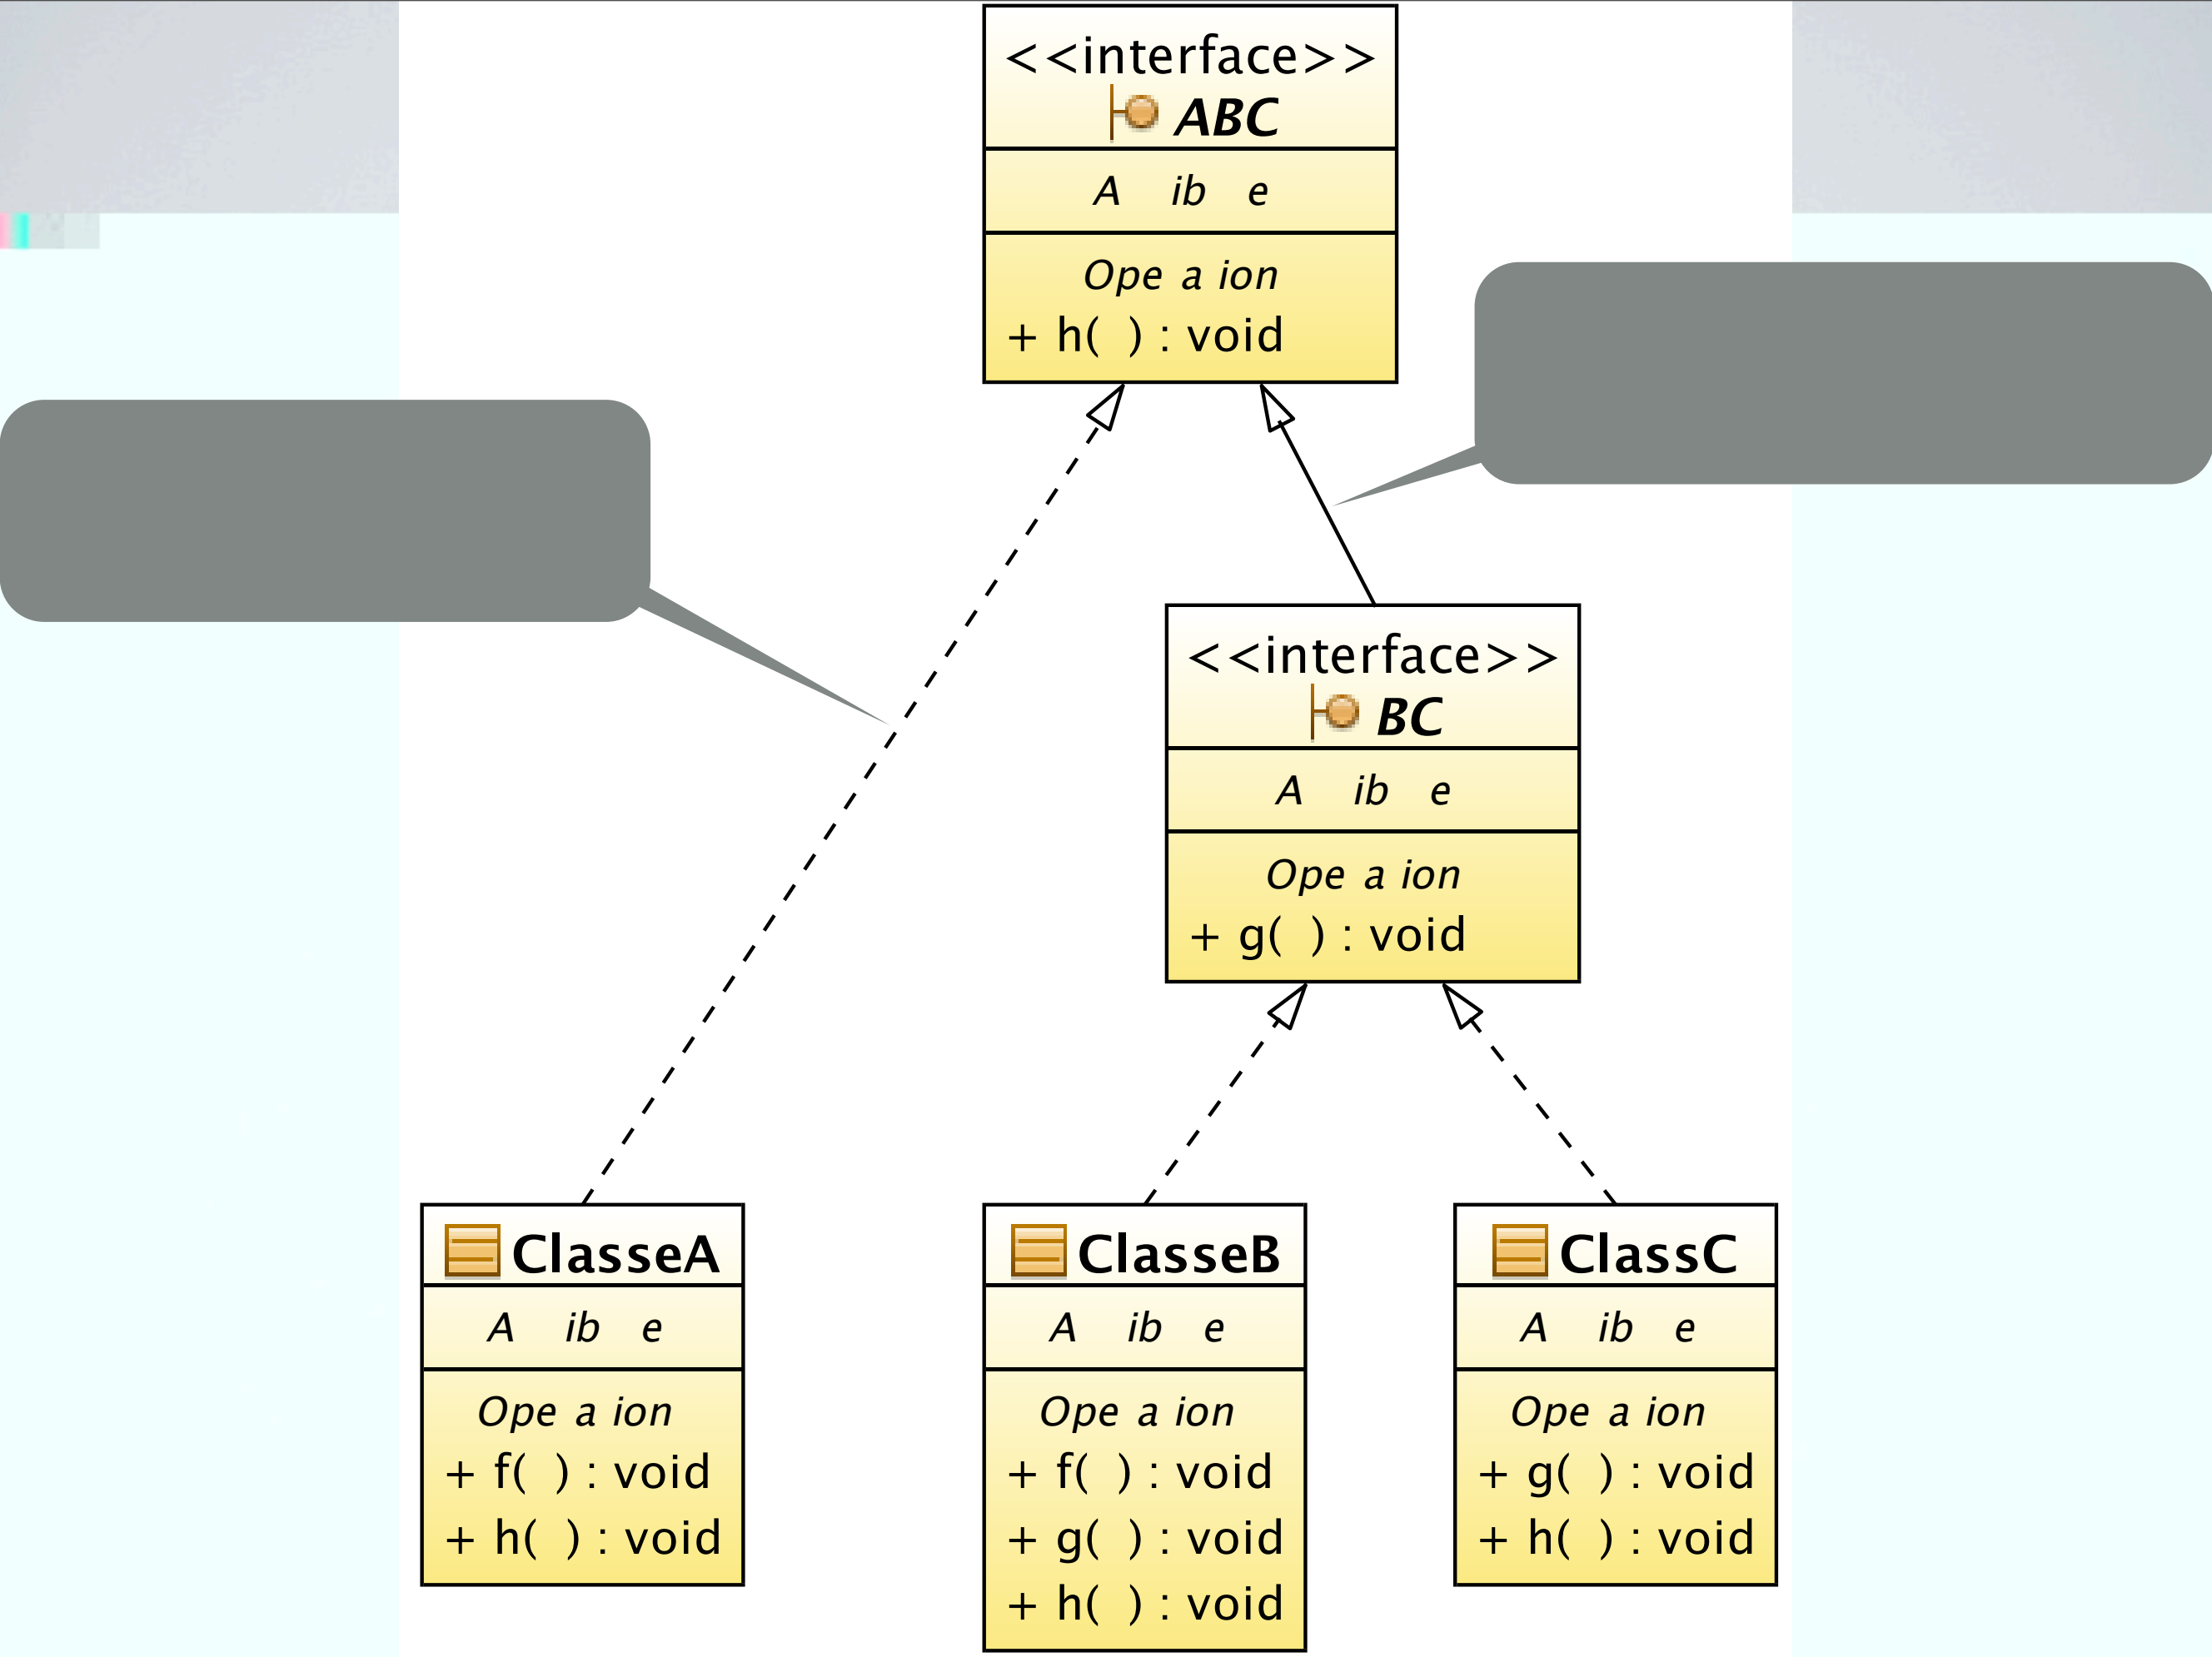 <<interface>>
ABC
A ib e
Ope a ion
+ h( ) : void
<<interface>>
BC
A ib e
Ope a ion
+ g( ) : void
ClasseA
A ib e
Ope a ion
+ f( ) : void
+ h( ) : void
ClasseB
A ib e
Ope a ion
+ f( ) : void
+ g( ) : void
+ h( ) : void
ClassC
A ib e
Ope a ion
+ g( ) : void
+ h( ) : void